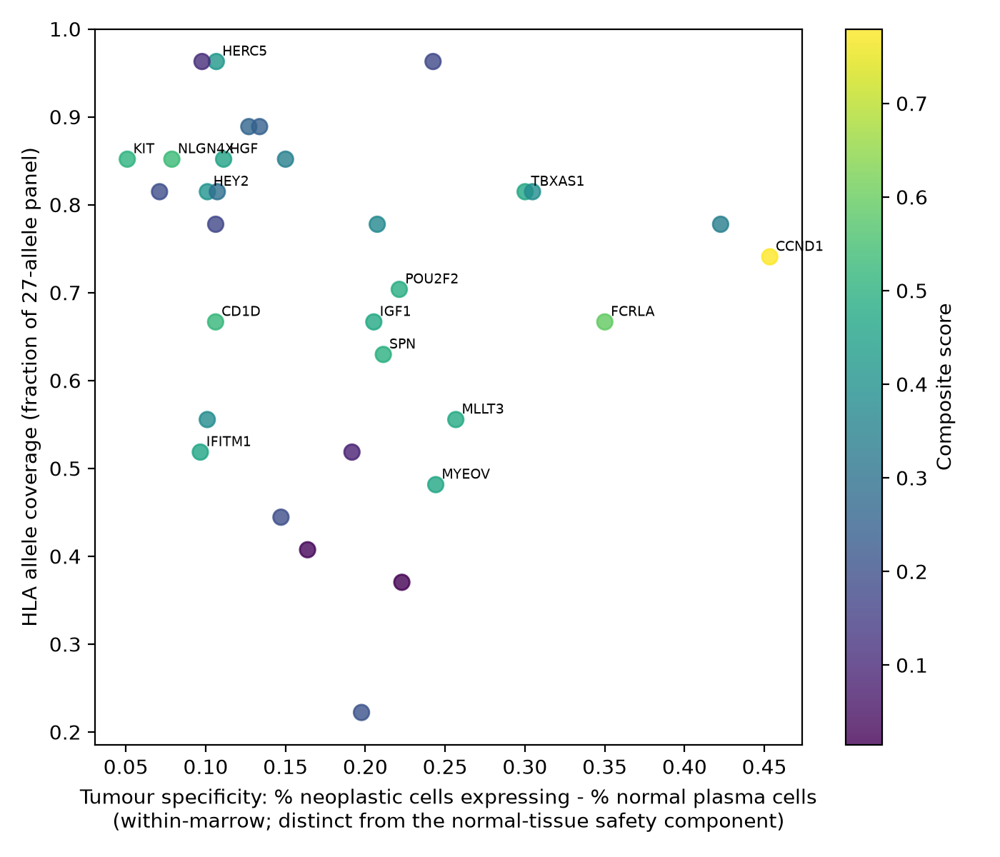 1.0
0.9
0.8
0.7
0.6
0.5
0.4
0.3
0.2
HLA allele coverage (fraction of 27-allele panel)
HERC5
KIT
NLGN4X
HGF
HEY2
TBXAS1
CCND1
POU2F2
CD1D
IGF1
FCRLA
SPN
MLLT3
IFITM1
MYEOV
0.05 0.10 0.15 0.20 0.25 0.30 0.35 0.40 0.45
Tumour specificity: % neoplastic cells expressing - % normal plasma cells
(within-marrow; distinct from the normal-tissue safety component)
0.7
0.6
0.5
0.4
0.3
0.2
0.1
Composite score